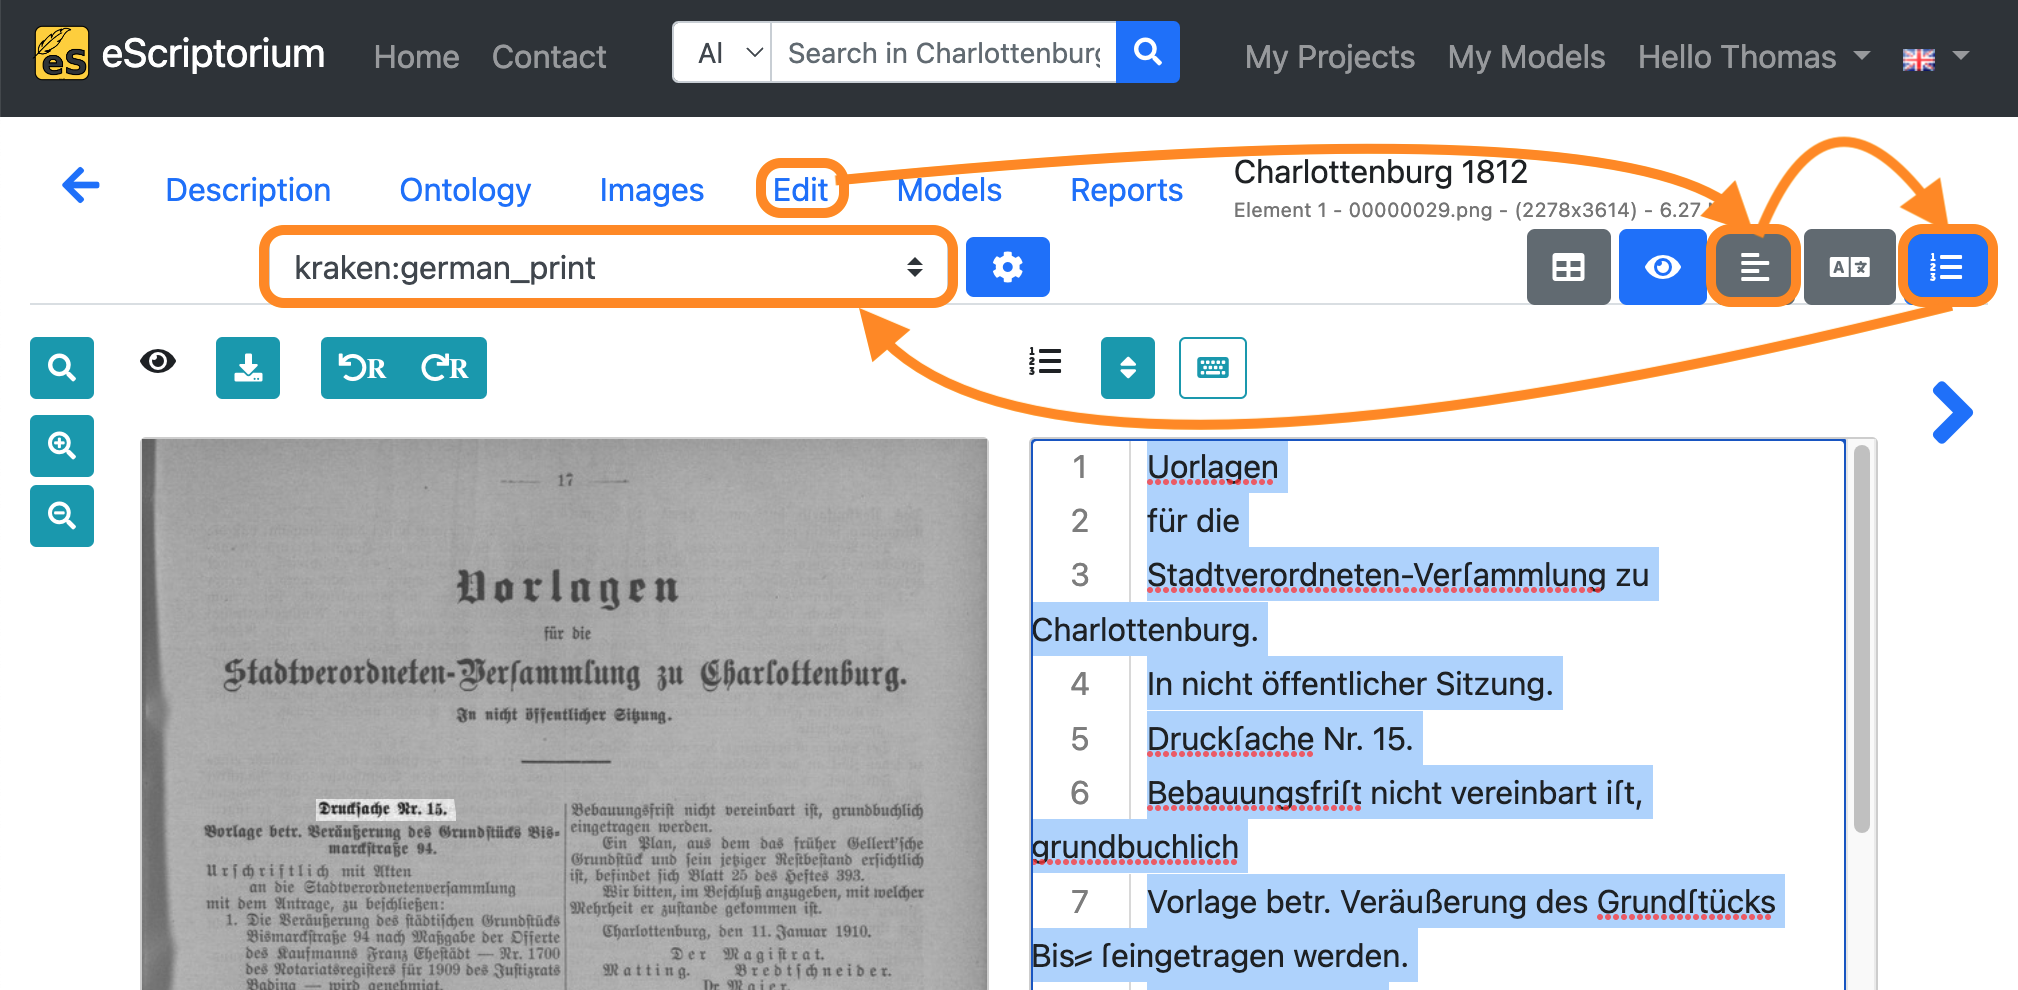 eS eScriptorium Home Contact Al Search in Charlottenburg My Projects My Models Hello Thomas
Description Ontology Images Edit Models Reports
Charlottenburg 1812
Element 1 - 00000029.png - (2278x3614) - 6.27
kraken:german_print
R R
17
Vorlagen
für die
Stadtverordneten-Verſammlung zu Charlottenburg.
In nicht öffentlicher Sitzung.
Druckſache Nr. 15.
Vorlage betr. Veräußerung des Grundſtücks Bis-
marckſtraße 94.
Urſchriftlich mit Akten
an die Stadtverordnetenverſammlung
mit dem Antrage, zu beſchließen:
1. Die Veräußerung des ſtädtiſchen Grundſtücks
Bismarckſtraße 94 nach Maßgabe der Offerte
des Kaufmanns Franz Eheſtädt — Nr. 1700
des Notariatsregiſters für 1909 des Juſtizrats
— wird genehmigt.
Bebauungsfriſt nicht vereinbart iſt, grundbuchlich
eingetragen werden.
Ein Plan, aus dem das früher Gellert'ſche
Grundſtück und ſein jetziger Reſtbeſtand erſichtlich
iſt, befindet ſich Blatt 25 des Heftes 393.
Wir bitten, im Beſchluß anzugeben, mit welcher
Mehrheit er zuſtande gekommen iſt.
Charlottenburg, den 11. Januar 1910.
Der Magiſtrat.
Matting. Bredtſchneider.
Dr. Maier.
1 Uorlagen
2 für die
3 Stadtverordneten-Verſammlung zu
Charlottenburg.
4 In nicht öffentlicher Sitzung.
5 Druckſache Nr. 15.
6 Bebauungsfriſt nicht vereinbart iſt,
grundbuchlich
7 Vorlage betr. Veräußerung des Grundſtücks
Bis⸗ ſeingetragen werden.